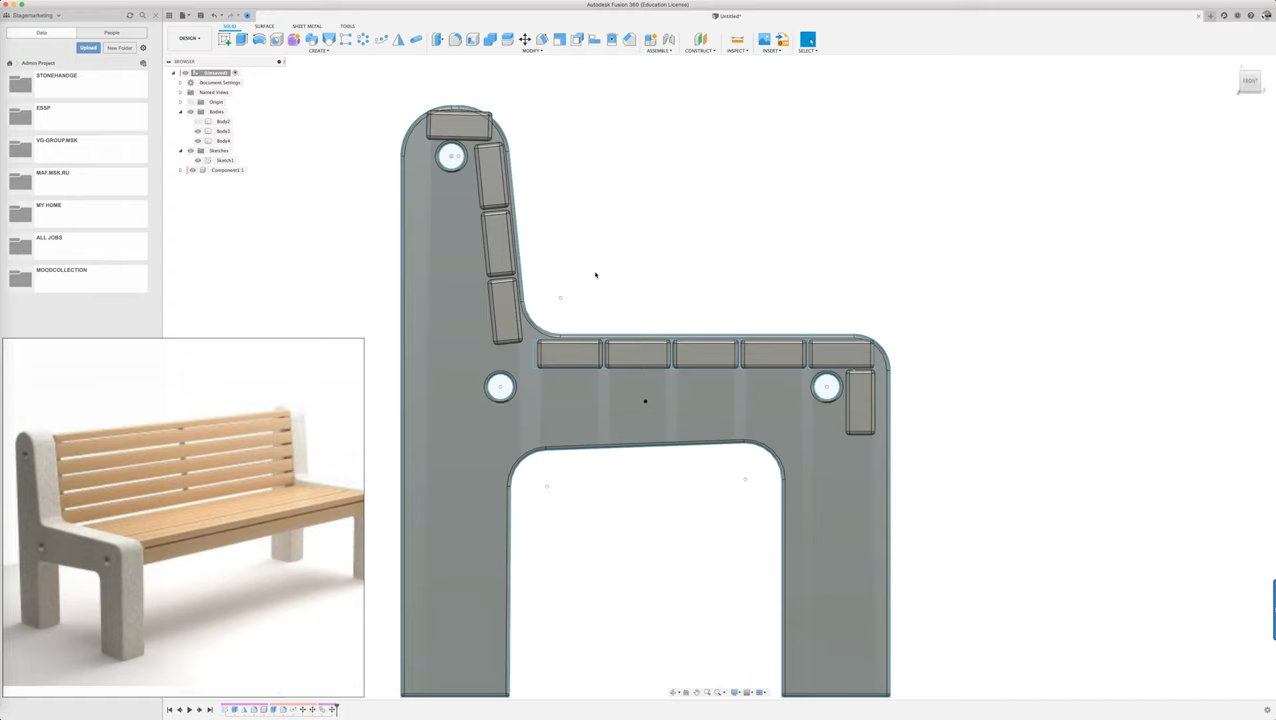 Autodesk Fusion 360 (Education License)
Stagemarketing
Untitled*
Data
People
Upload
New Folder
Admin Project
STONEHANDGE
ESSP
VG-GROUP.MSK
MAF.MSK.RU
MY HOME
ALL JOBS
MOODCOLLECTION
SOLID
SURFACE
SHEET METAL
TOOLS
DESIGN
CREATE
MODIFY
ASSEMBLE
CONSTRUCT
INSPECT
INSERT
SELECT
BROWSER
(Unsaved)
Document Settings
Named Views
Origin
Bodies
Body2
Body3
Body4
Sketches
Sketch1
Component1:1
FRONT